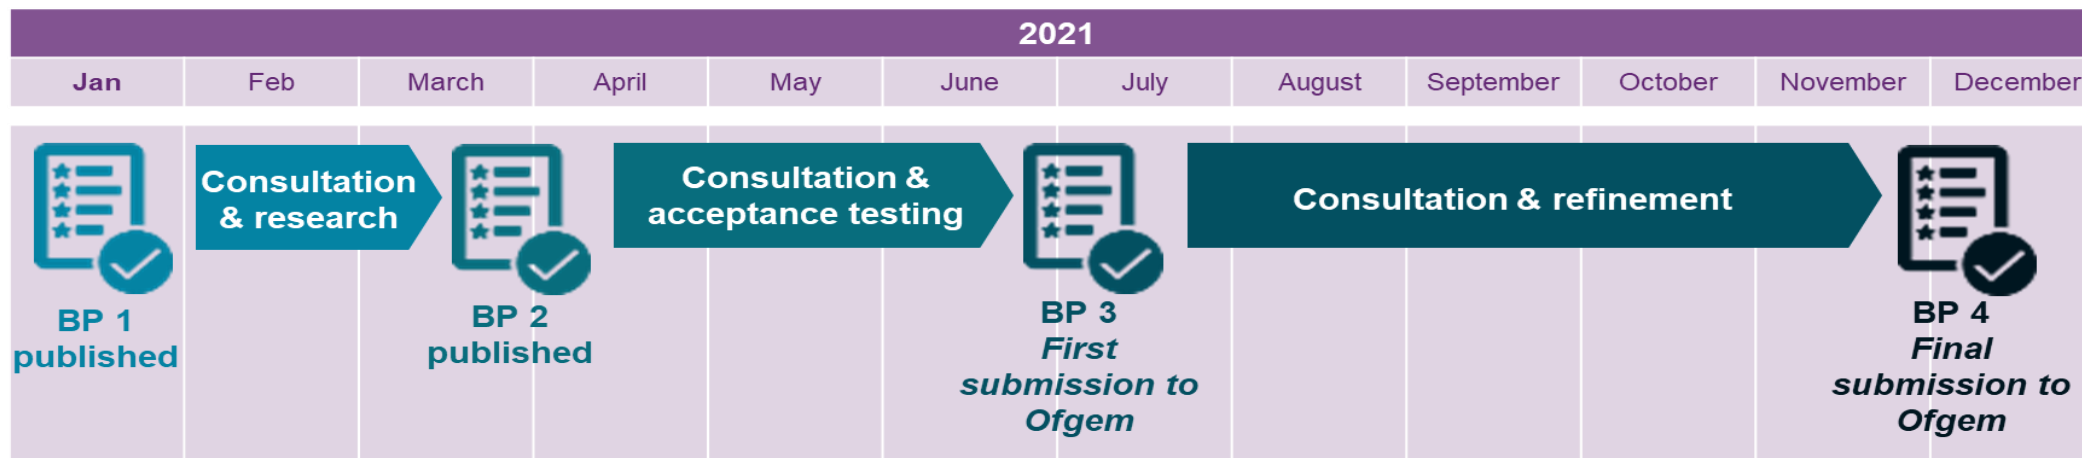 2021
Jan Feb March April May June July August September October November December
Consultation
& research
Consultation &
acceptance testing
Consultation & refinement
BP 1
published
BP 2
published
BP 3
First
submission to
Ofgem
BP 4
Final
submission to
Ofgem